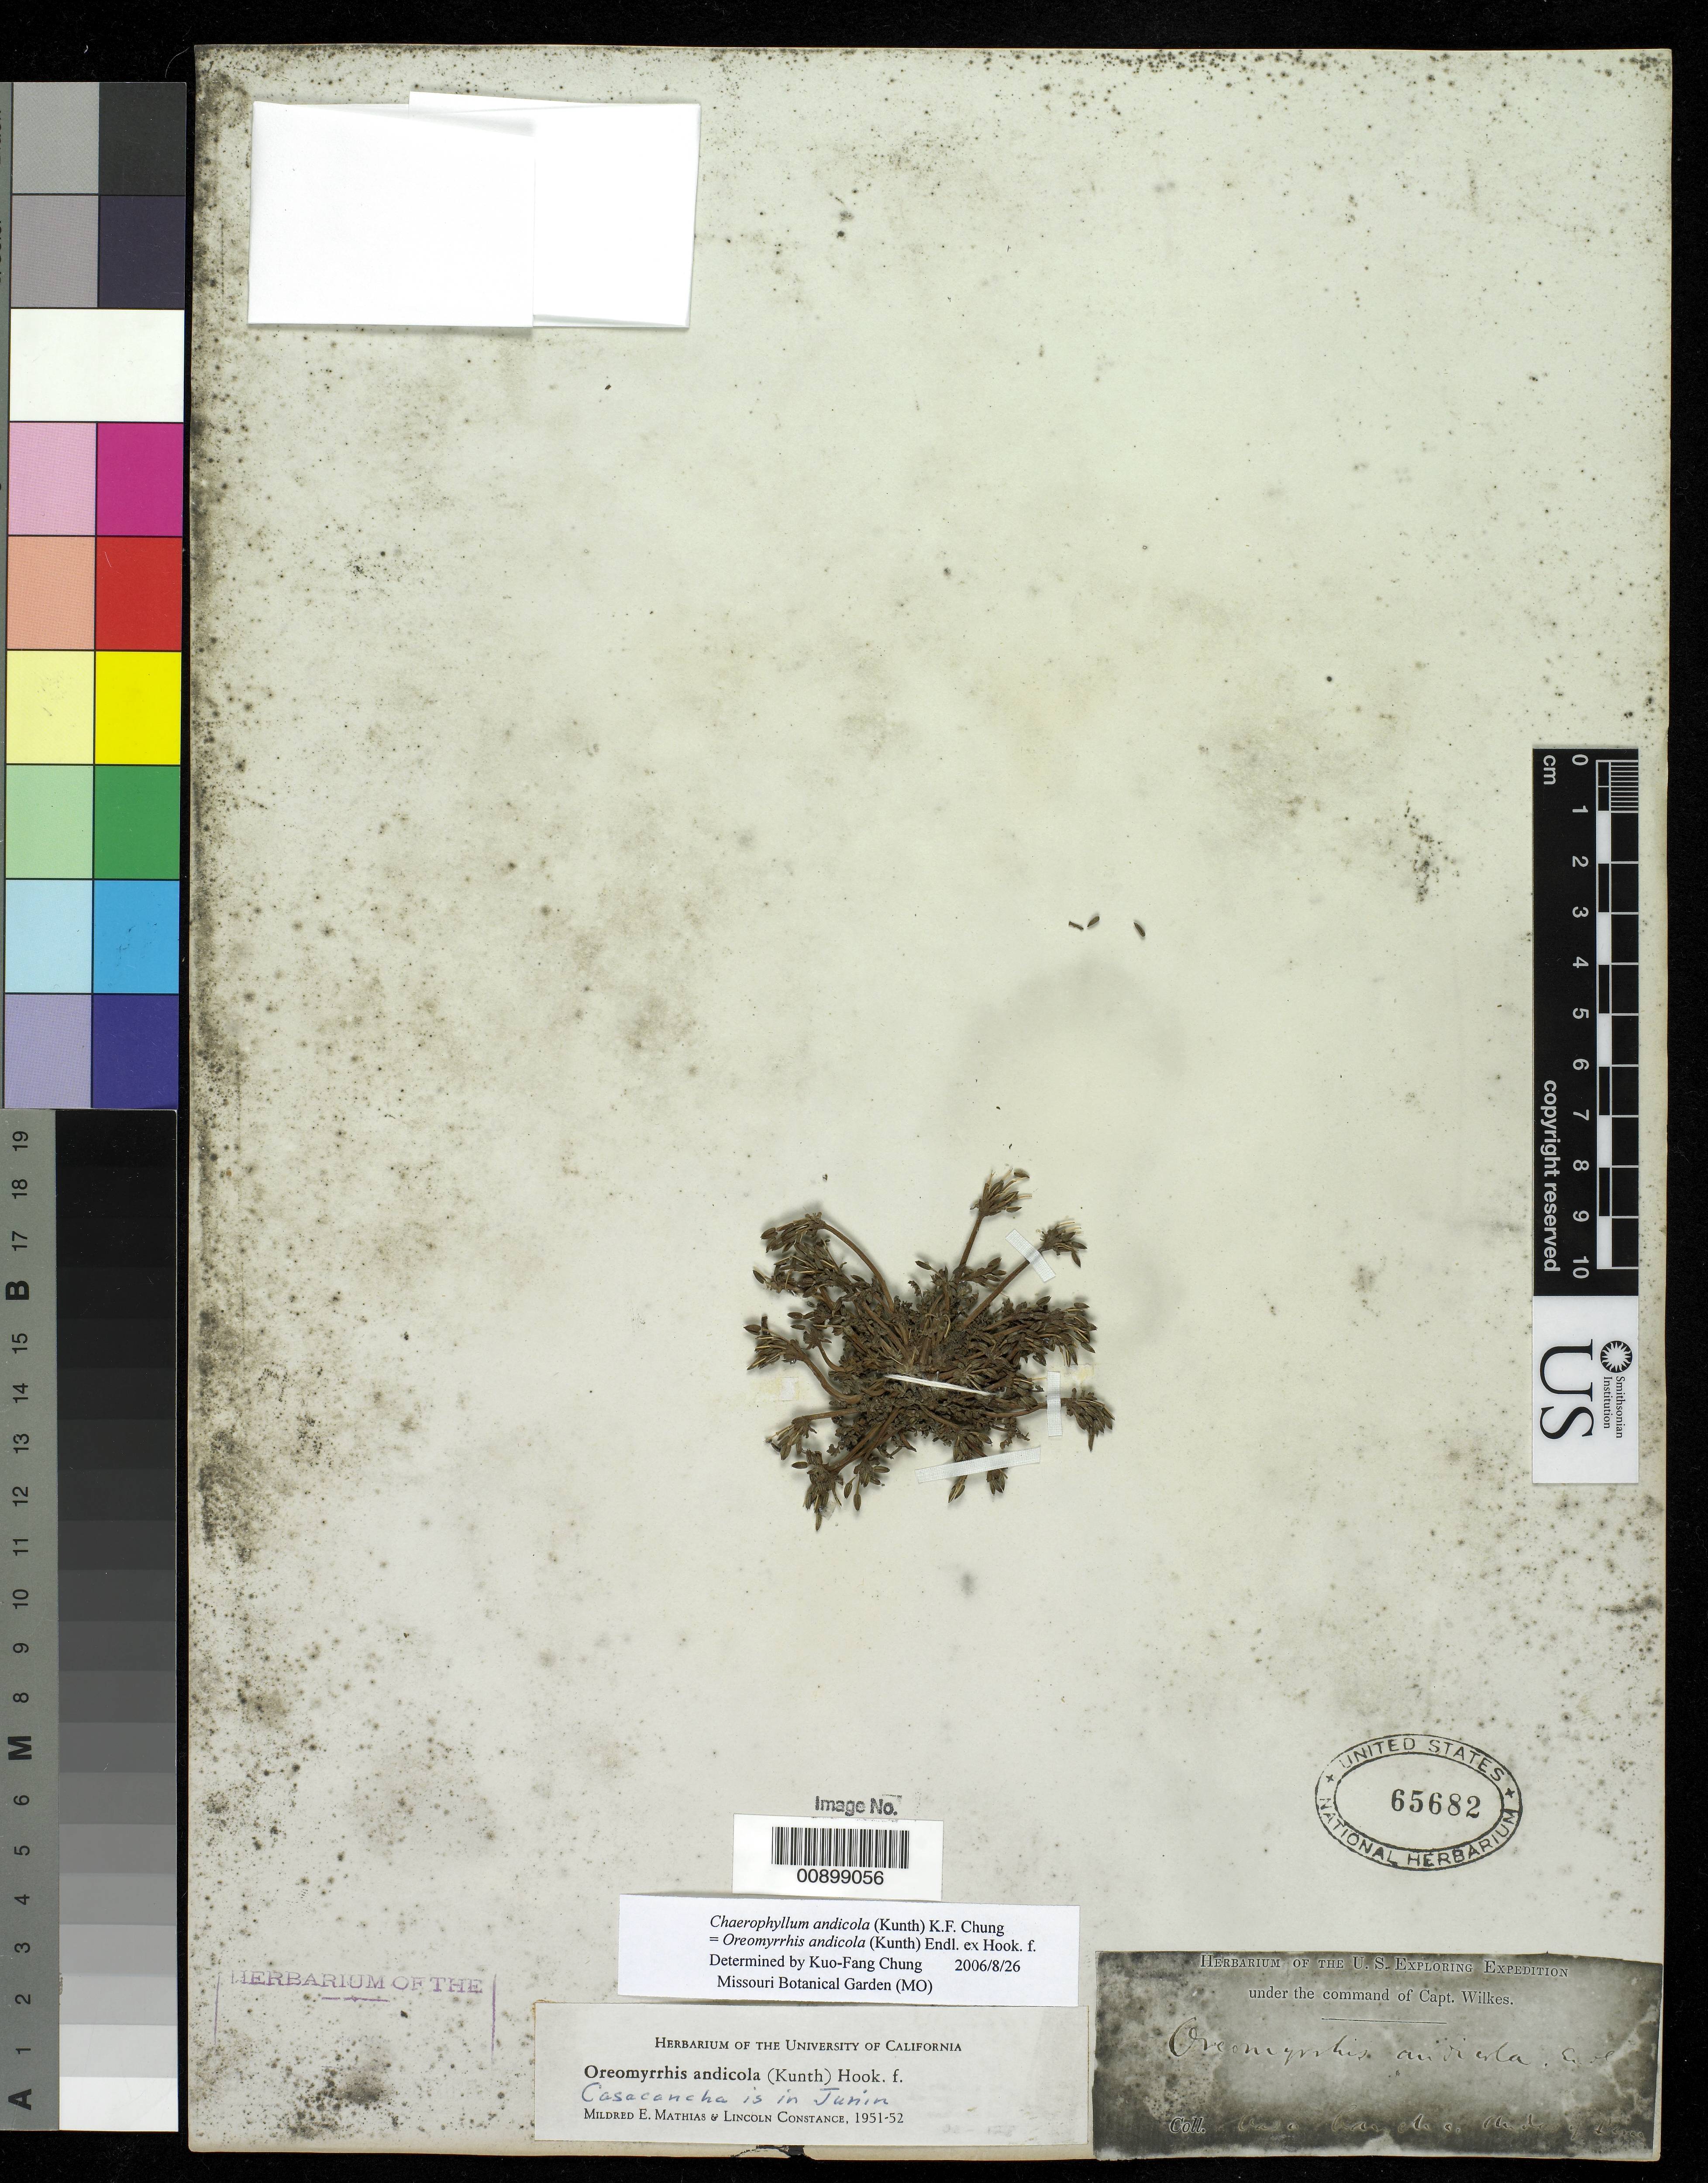 Image No.
00899056
UNITED STATES
65682
NATIONAL HERBARIUM
Chaerophyllum andicola (Kunth) K.F. Chung
= Oreomyrrhis andicola (Kunth) Endl. ex Hook. f.
Determined by Kuo-Fang Chung 2006/8/26
Missouri Botanical Garden (MO)
HERBARIUM OF THE
HERBARIUM OF THE UNIVERSITY OF CALIFORNIA
Oreomyrrhis andicola (Kunth) Hook. f.
Casacancha is in Junin
MILDRED E. MATHIAS & LINCOLN CONSTANCE, 1951-52
HERBARIUM OF THE U. S. EXPLORING EXPEDITION
under the command of Capt. Wilkes.
Oreomyrrhis andicola
Coll.
cm
0 1 2 3 4 5 6 7 8 9 10
copyright reserved
Smithsonian
Institution
US
19
18
17
B
15
14
13
12
11
10
9
8
M
6
5
4
3
2
1
A